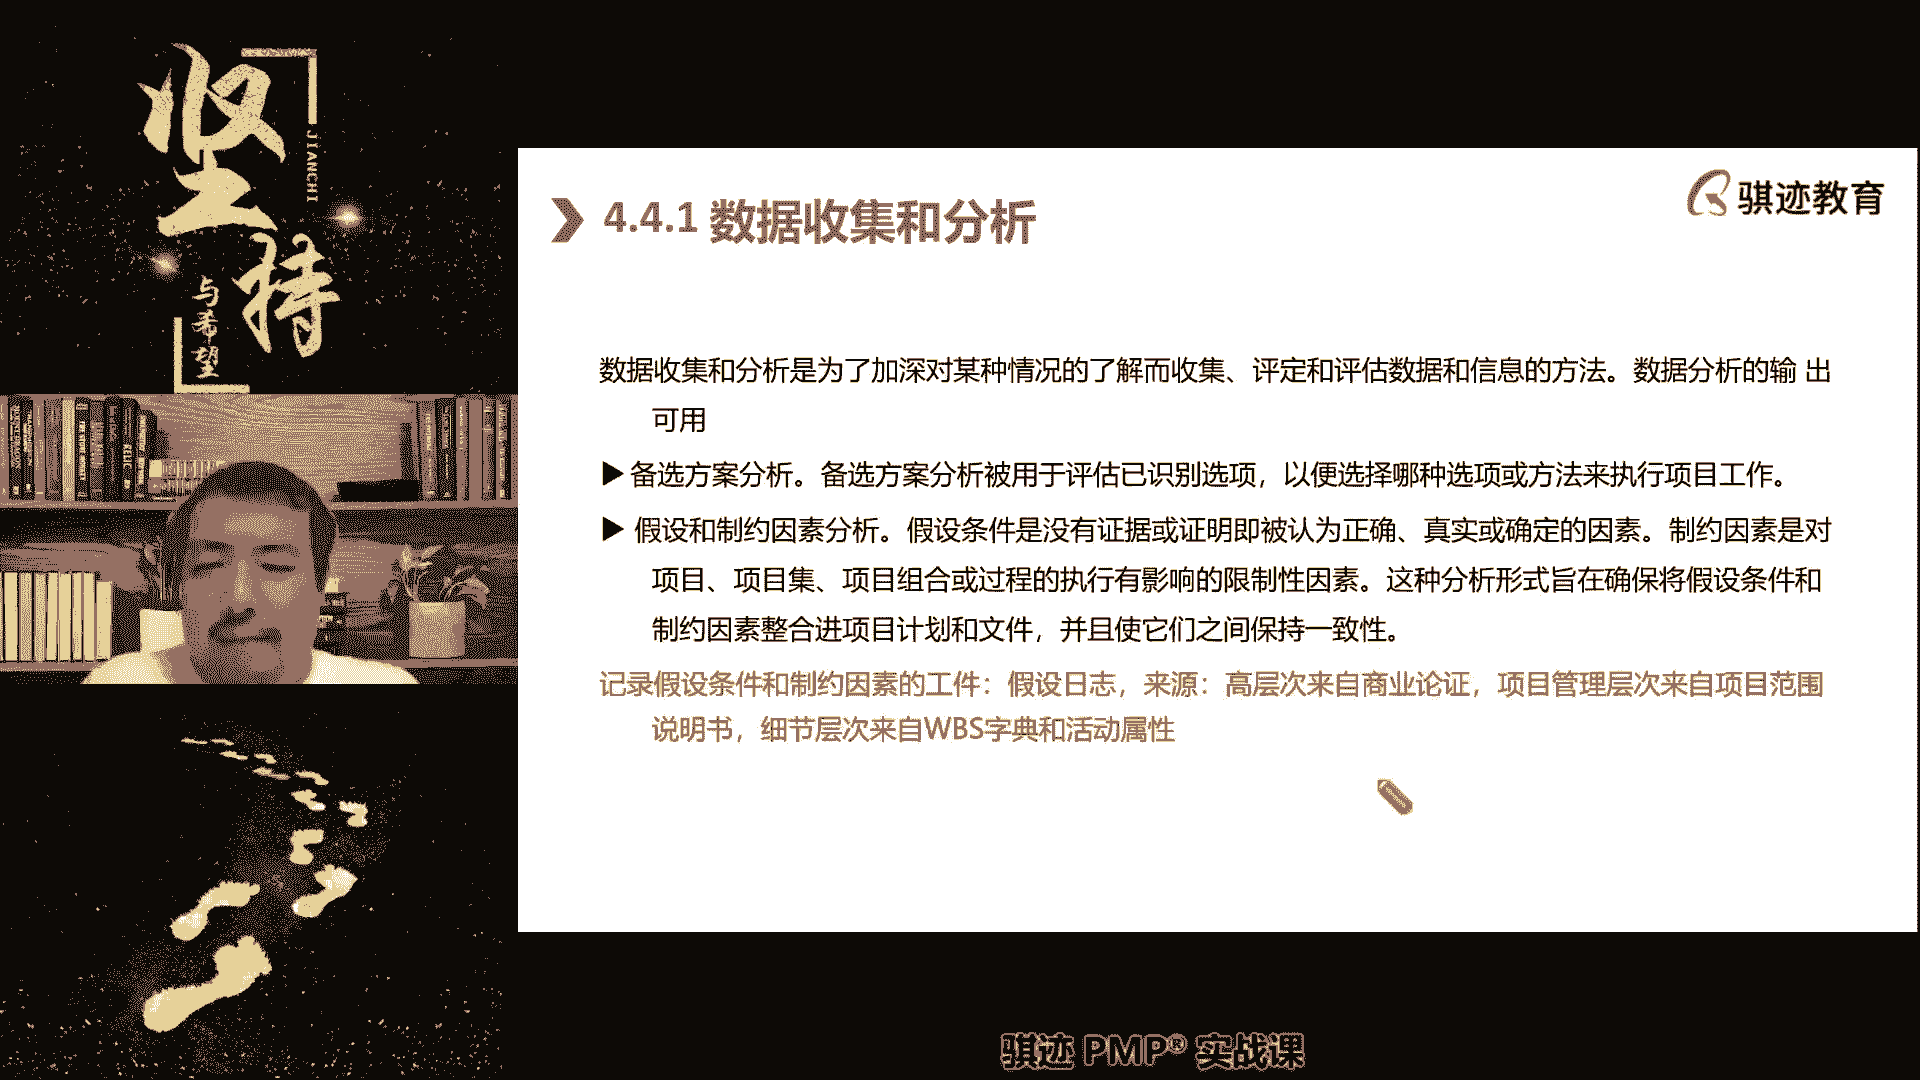 坚持
JIANCHI
与希望
骐迹教育
4.4.1 数据收集和分析
数据收集和分析是为了加深对某种情况的了解而收集、评定和评估数据和信息的方法。数据分析的输 出
可用
▶ 备选方案分析。备选方案分析被用于评估已识别选项，以便选择哪种选项或方法来执行项目工作。
▶ 假设和制约因素分析。假设条件是没有证据或证明即被认为正确、真实或确定的因素。制约因素是对
项目、项目集、项目组合或过程的执行有影响的限制性因素。这种分析形式旨在确保将假设条件和
制约因素整合进项目计划和文件，并且使它们之间保持一致性。
记录假设条件和制约因素的工件：假设日志，来源：高层次来自商业论证，项目管理层次来自项目范围
说明书，细节层次来自WBS字典和活动属性
骐迹 PMP® 实战课